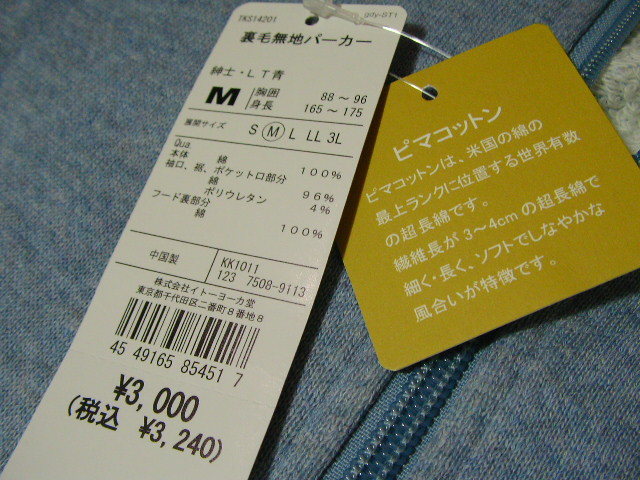 TKS14201
gdy-ST1
裏毛無地パーカー
紳士・LT青
M 胸囲 88～96
身長 165～175
展開サイズ S M L LL 3L
Qua
本体 綿 100%
袖口、裾、ポケット口部分
綿 96%
ポリウレタン 4%
フード裏部分
綿 100%
中国製 KK1011
123 7508-9113
株式会社イトーヨーカ堂
東京都千代田区二番町8番地8
45 49165 85451 7
¥3,000
(税込 ¥3,240)
ピマコットン
ピマコットンは、米国の綿の
最上ランクに位置する世界有数
の超長綿です。
繊維長が3～4cmの超長綿で
細く・長く、ソフトでしなやかな
風合いが特徴です。